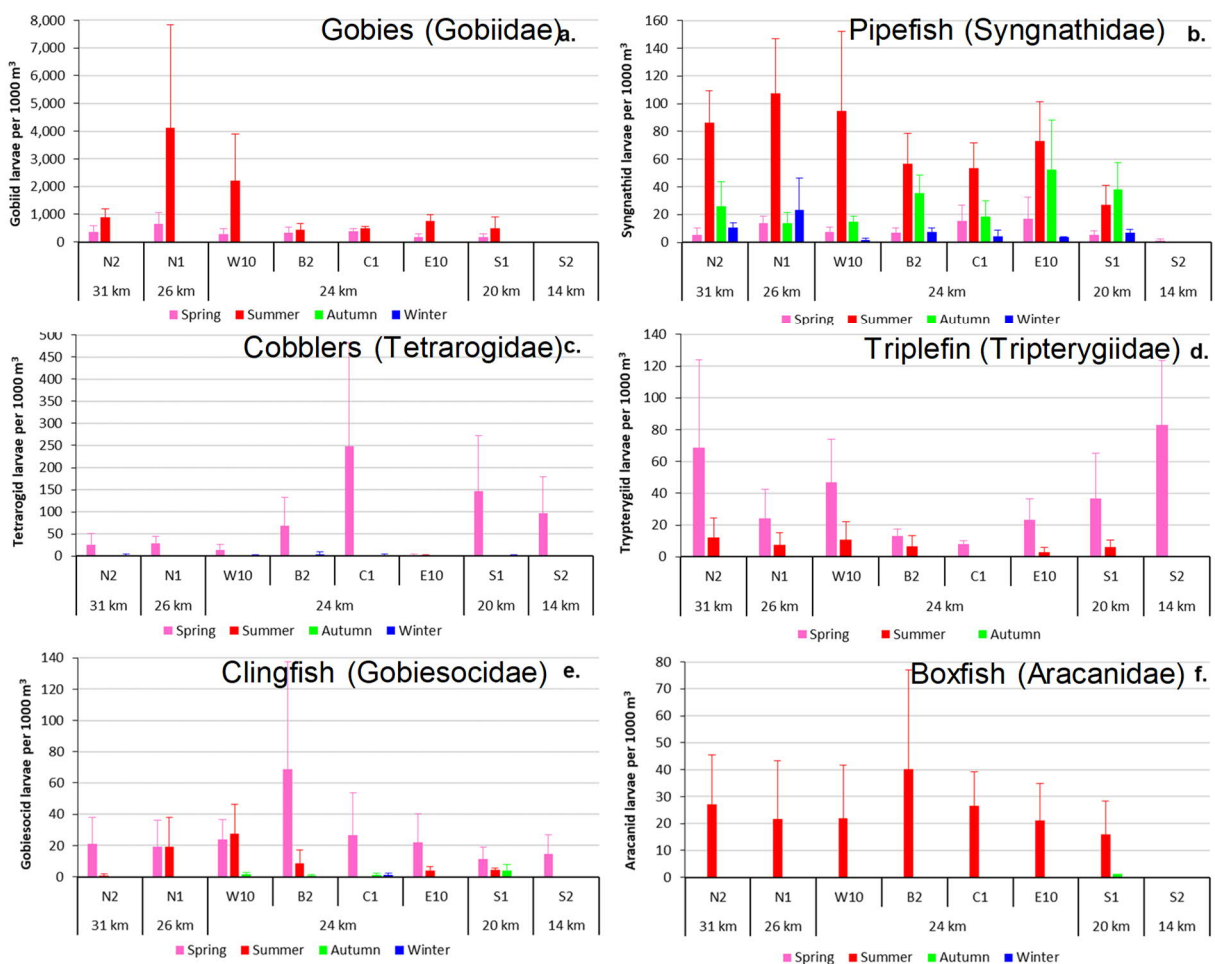 Gobies (Gobiidae) a.
Gobiid larvae per 1000 m³
8,000
7,000
6,000
5,000
4,000
3,000
2,000
1,000
0
N2 N1 W10 B2 C1 E10 S1 S2
31 km 26 km 24 km 20 km 14 km
Spring Summer Autumn Winter
Pipefish (Syngnathidae) b.
Syngnathid larvae per 1000 m³
160
140
120
100
80
60
40
20
0
N2 N1 W10 B2 C1 E10 S1 S2
31 km 26 km 24 km 20 km 14 km
Spring Summer Autumn Winter
Cobblers (Tetrarogidae) c.
Tetrarogid larvae per 1000 m³
500
450
400
350
300
250
200
150
100
50
0
N2 N1 W10 B2 C1 E10 S1 S2
31 km 26 km 24 km 20 km 14 km
Spring Summer Autumn Winter
Triplefin (Tripterygiidae) d.
Trypterygiid larvae per 1000 m³
140
120
100
80
60
40
20
0
N2 N1 W10 B2 C1 E10 S1 S2
31 km 26 km 24 km 20 km 14 km
Spring Summer Autumn
Clingfish (Gobiesocidae) e.
Gobiesocid larvae per 1000 m³
140
120
100
80
60
40
20
0
N2 N1 W10 B2 C1 E10 S1 S2
31 km 26 km 24 km 20 km 14 km
Spring Summer Autumn Winter
Boxfish (Aracanidae) f.
Aracanid larvae per 1000 m³
80
70
60
50
40
30
20
10
0
N2 N1 W10 B2 C1 E10 S1 S2
31 km 26 km 24 km 20 km 14 km
Spring Summer Autumn Winter